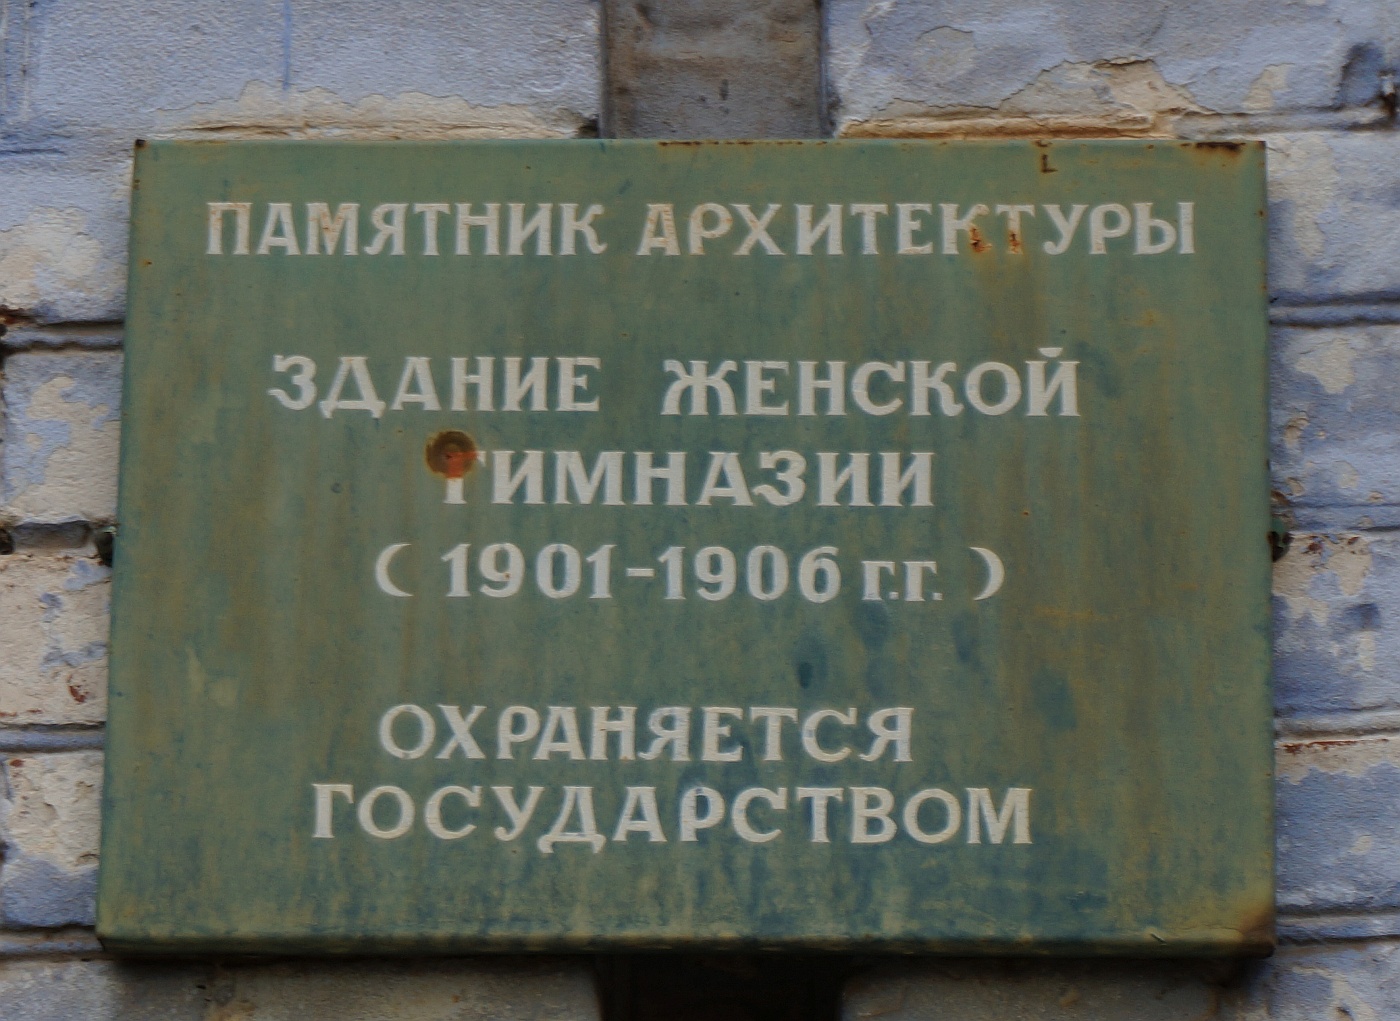 ПАМЯТНИК АРХИТЕКТУРЫ
ЗДАНИЕ ЖЕНСКОЙ
ГИМНАЗИИ
( 1901-1906 г.г. )
ОХРАНЯЕТСЯ
ГОСУДАРСТВОМ